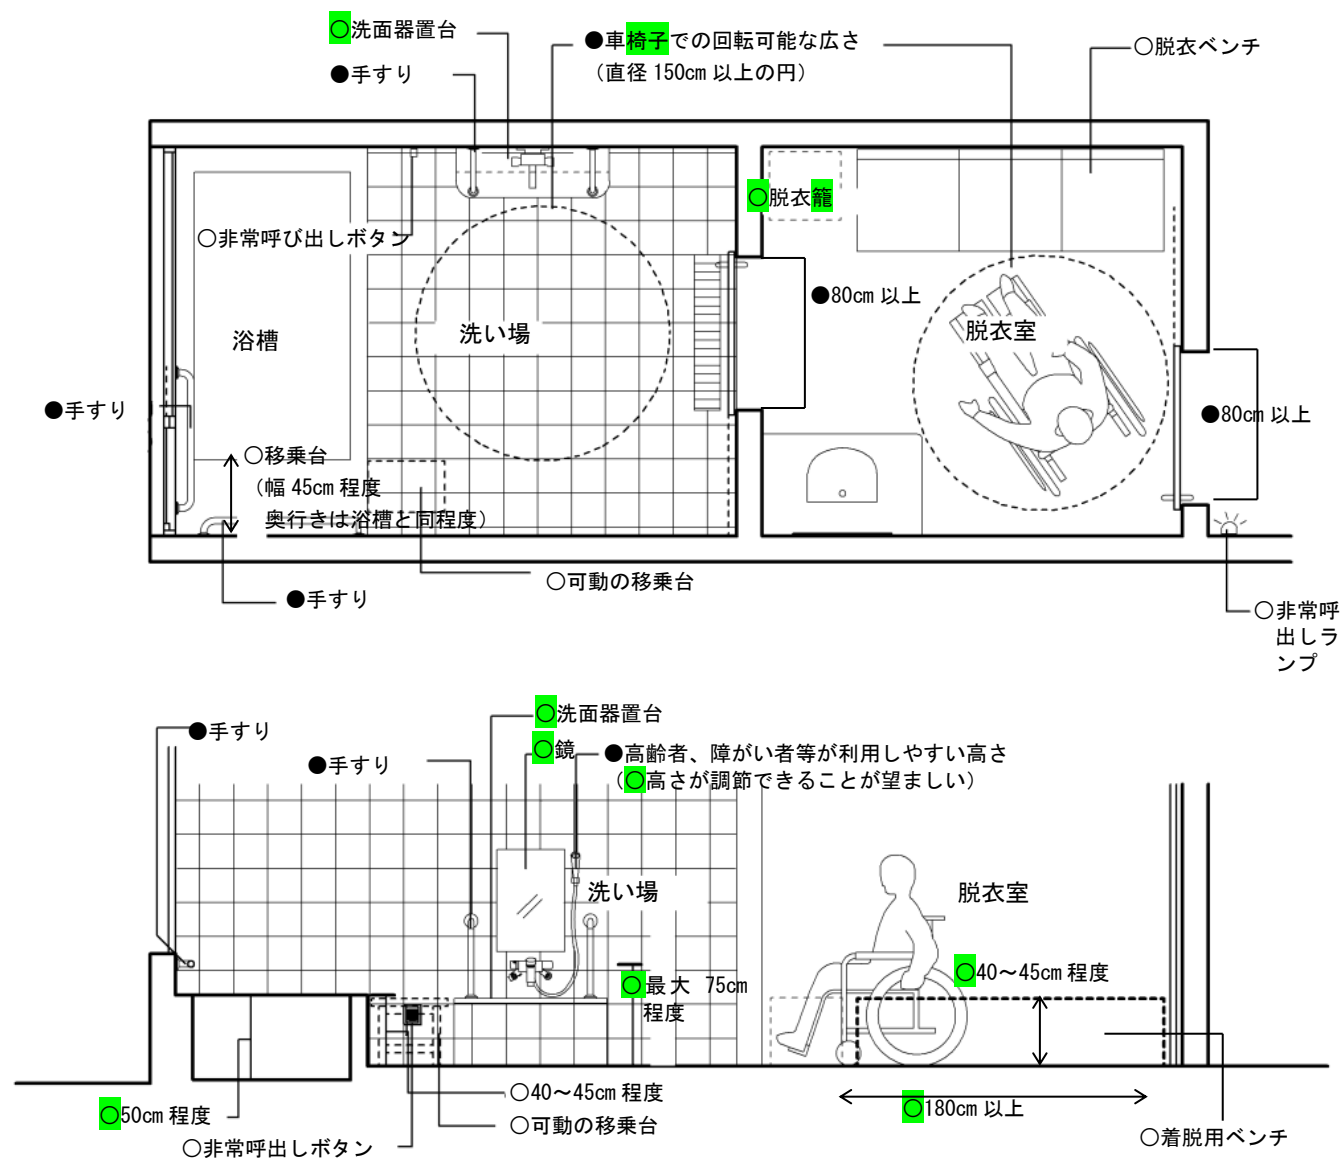 ○洗面器置台
●車椅子での回転可能な広さ
（直径 150cm 以上の円）
○脱衣ベンチ
●手すり
○脱衣籠
○非常呼び出しボタン
●80cm 以上
浴槽
洗い場
脱衣室
●手すり
●80cm 以上
○移乗台
（幅 45cm 程度
奥行きは浴槽と同程度）
○可動の移乗台
●手すり
○非常呼
出しラ
ンプ
○洗面器置台
●手すり
○鏡
●高齢者、障がい者等が利用しやすい高さ
（○高さが調節できることが望ましい）
●手すり
洗い場
脱衣室
○40～45cm 程度
○最大 75cm
程度
○40～45cm 程度
○50cm 程度
○180cm 以上
○可動の移乗台
○着脱用ベンチ
○非常呼出しボタン